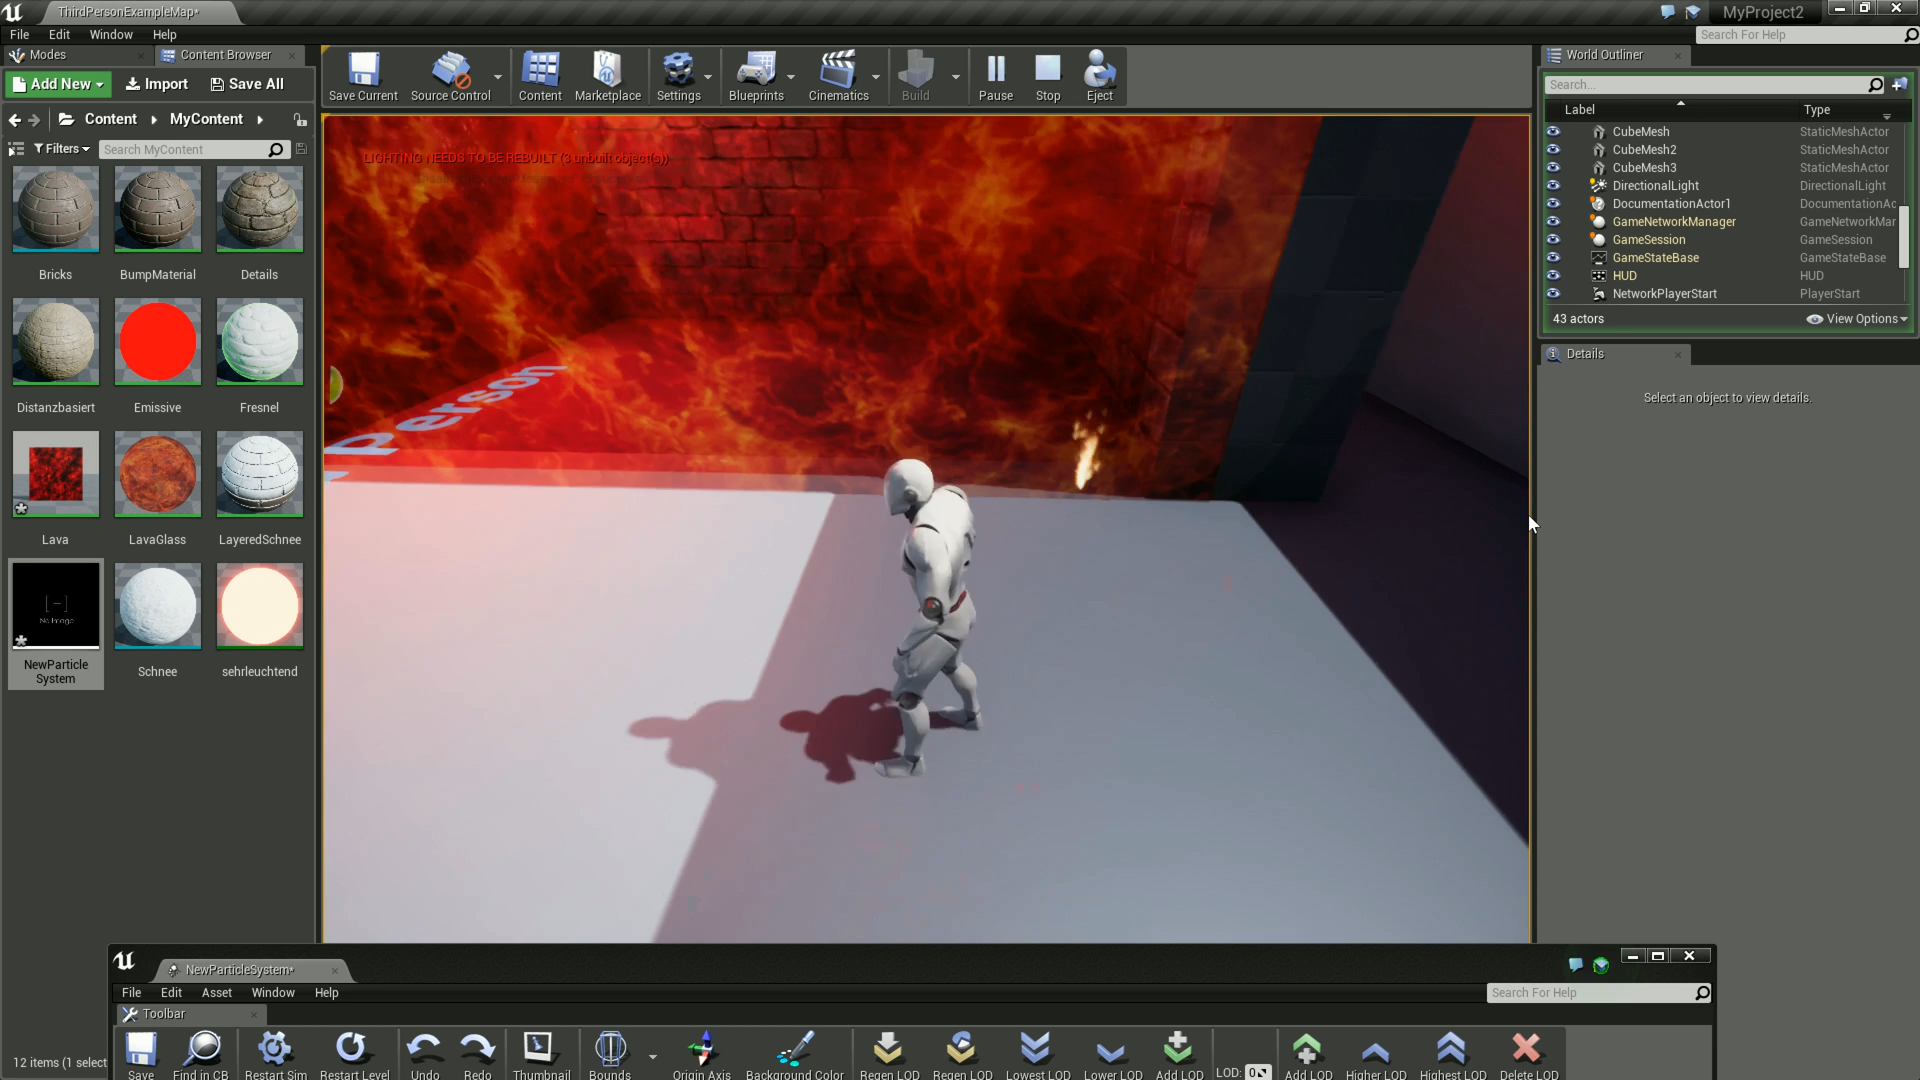 ThirdPersonExampleMap*
MyProject2
File Edit Window Help
Search For Help
Modes
Content Browser
World Outliner
Add New
Import
Save All
Save Current
Source Control
Content
Marketplace
Settings
Blueprints
Cinematics
Build
Pause
Stop
Eject
Search...
Label Type
Content MyContent
Filters
Search MyContent
CubeMesh StaticMeshActor
CubeMesh2 StaticMeshActor
CubeMesh3 StaticMeshActor
DirectionalLight DirectionalLight
DocumentationActor1 DocumentationAc
GameNetworkManager GameNetworkMar
GameSession GameSession
GameStateBase GameStateBase
HUD HUD
NetworkPlayerStart PlayerStart
43 actors
View Options
LIGHTING NEEDS TO BE REBUILT (3 unbuilt object(s))
Person
Bricks BumpMaterial Details
Distanzbasiert Emissive Fresnel
Lava LavaGlass LayeredSchnee
No Image
NewParticle
System
Schnee sehrleuchtend
12 items (1 select
Details
Select an object to view details.
NewParticleSystem*
File Edit Asset Window Help
Search For Help
Toolbar
Save
Find in CB
Restart Sim
Restart Level
Undo
Redo
Thumbnail
Bounds
Origin Axis
Background Color
Regen LOD
Regen LOD
Lowest LOD
Lower LOD
Add LOD
LOD: 0
Add LOD
Higher LOD
Highest LOD
Delete LOD